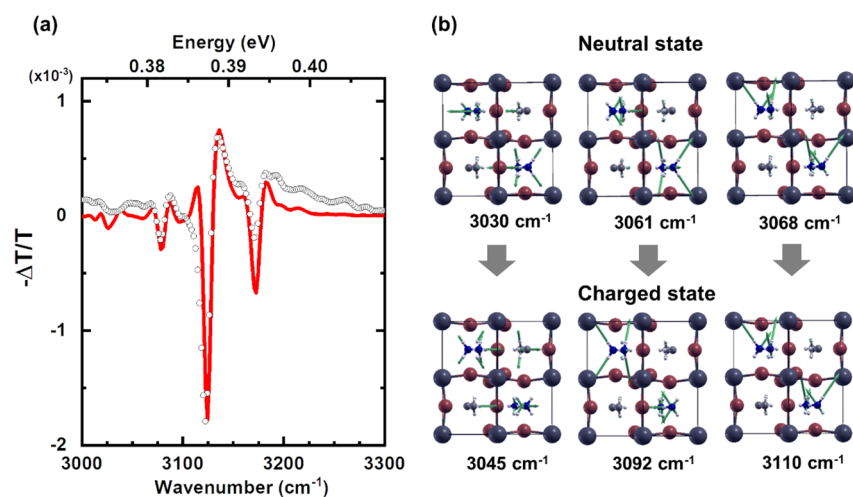 (a)
Energy (eV)
0.38 0.39 0.40
(x10⁻³)
1
0
-1
-2
-ΔT/T
3000 3100 3200 3300
Wavenumber (cm⁻¹)
(b)
Neutral state
3030 cm⁻¹ 3061 cm⁻¹ 3068 cm⁻¹
Charged state
3045 cm⁻¹ 3092 cm⁻¹ 3110 cm⁻¹